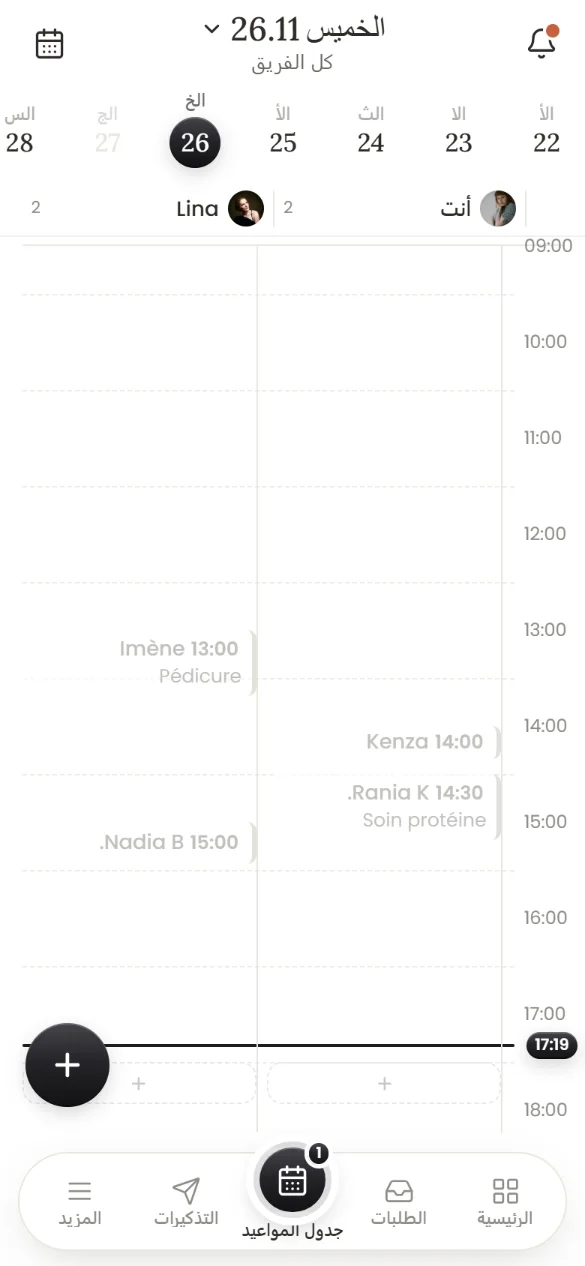 الخميس 26.11
كل الفريق
الأ الا الث الأ الخ الج الس
22 23 24 25 26 27 28
أنت 2 Lina 2
09:00
10:00
11:00
12:00
13:00
Imène 13:00
Pédicure
14:00
Kenza 14:00
Rania K. 14:30
Soin protéine
15:00
Nadia B. 15:00
16:00
17:00
17:19
18:00
1
الرئيسية
الطلبات
جدول المواعيد
التذكيرات
المزيد